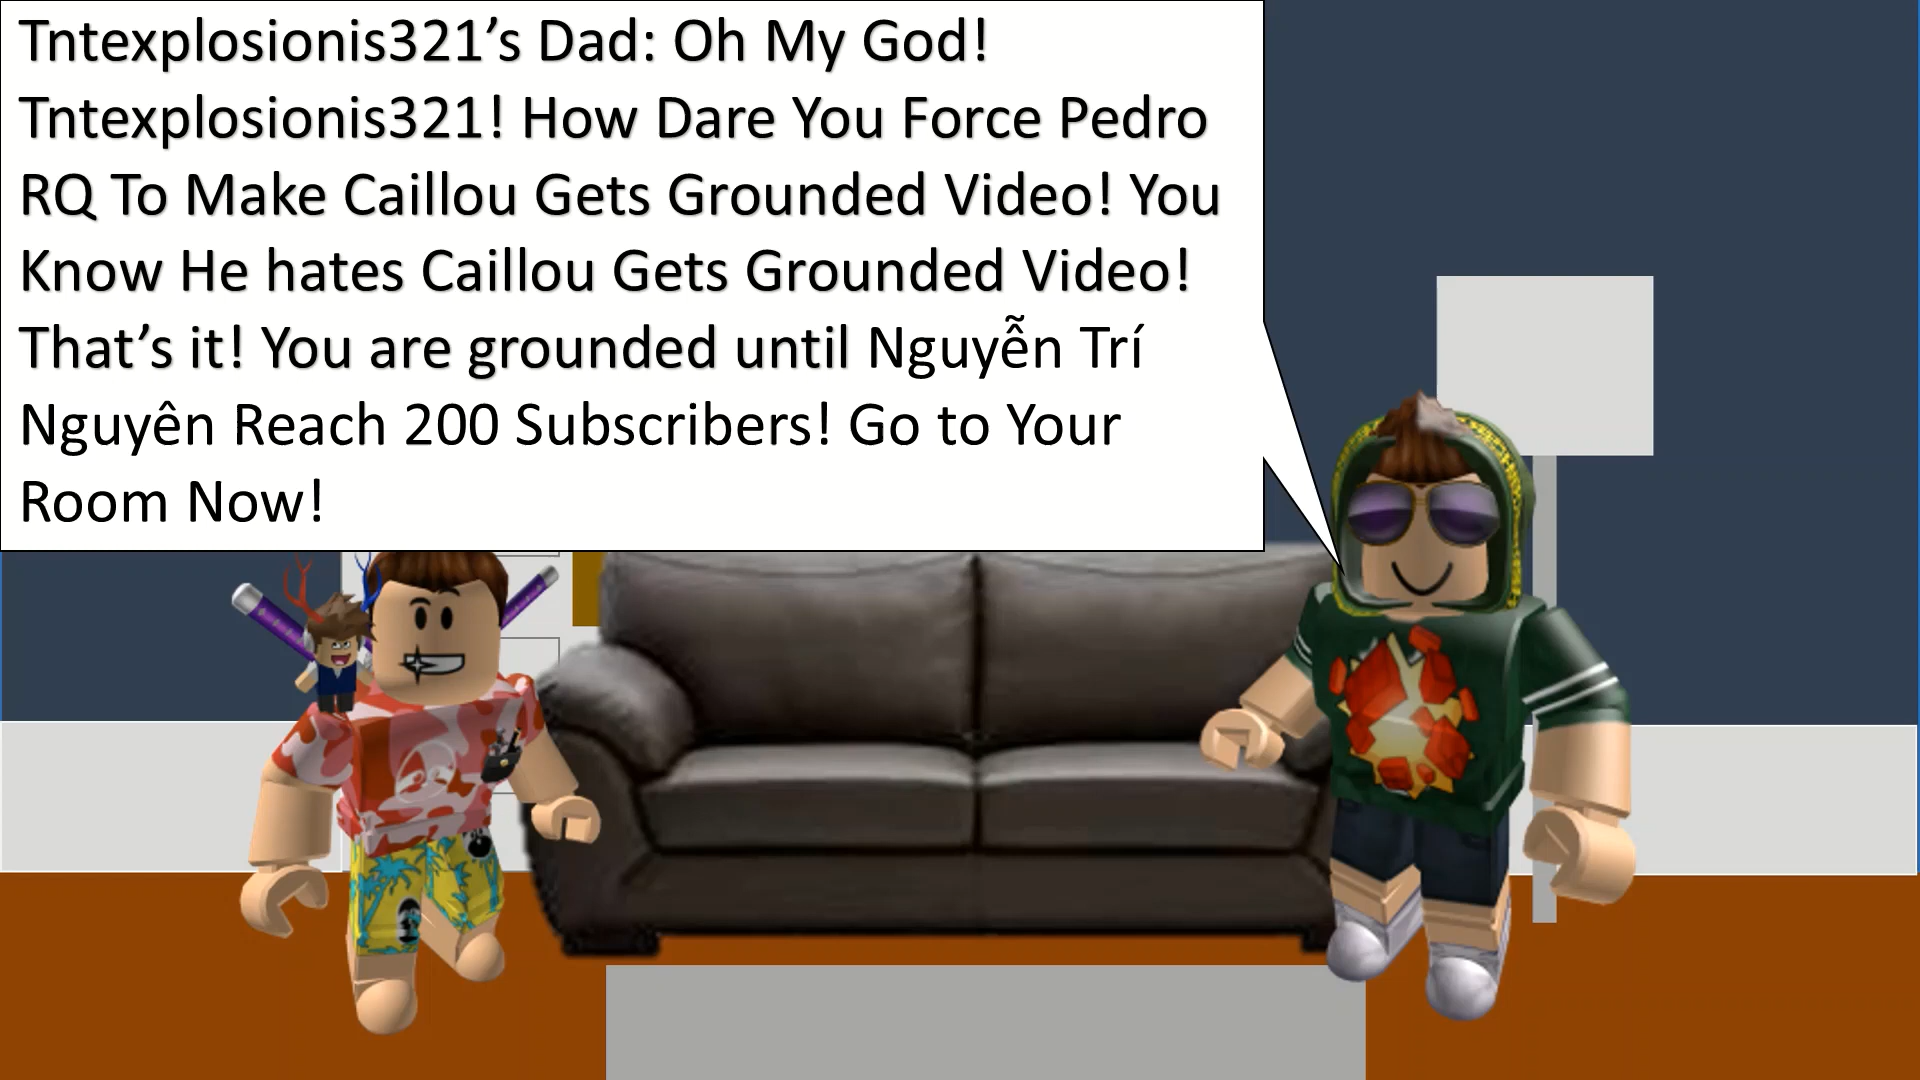 Tntexplosionis321’s Dad: Oh My God!
Tntexplosionis321! How Dare You Force Pedro
RQ To Make Caillou Gets Grounded Video! You
Know He hates Caillou Gets Grounded Video!
That’s it! You are grounded until Nguyễn Trí
Nguyên Reach 200 Subscribers! Go to Your
Room Now!